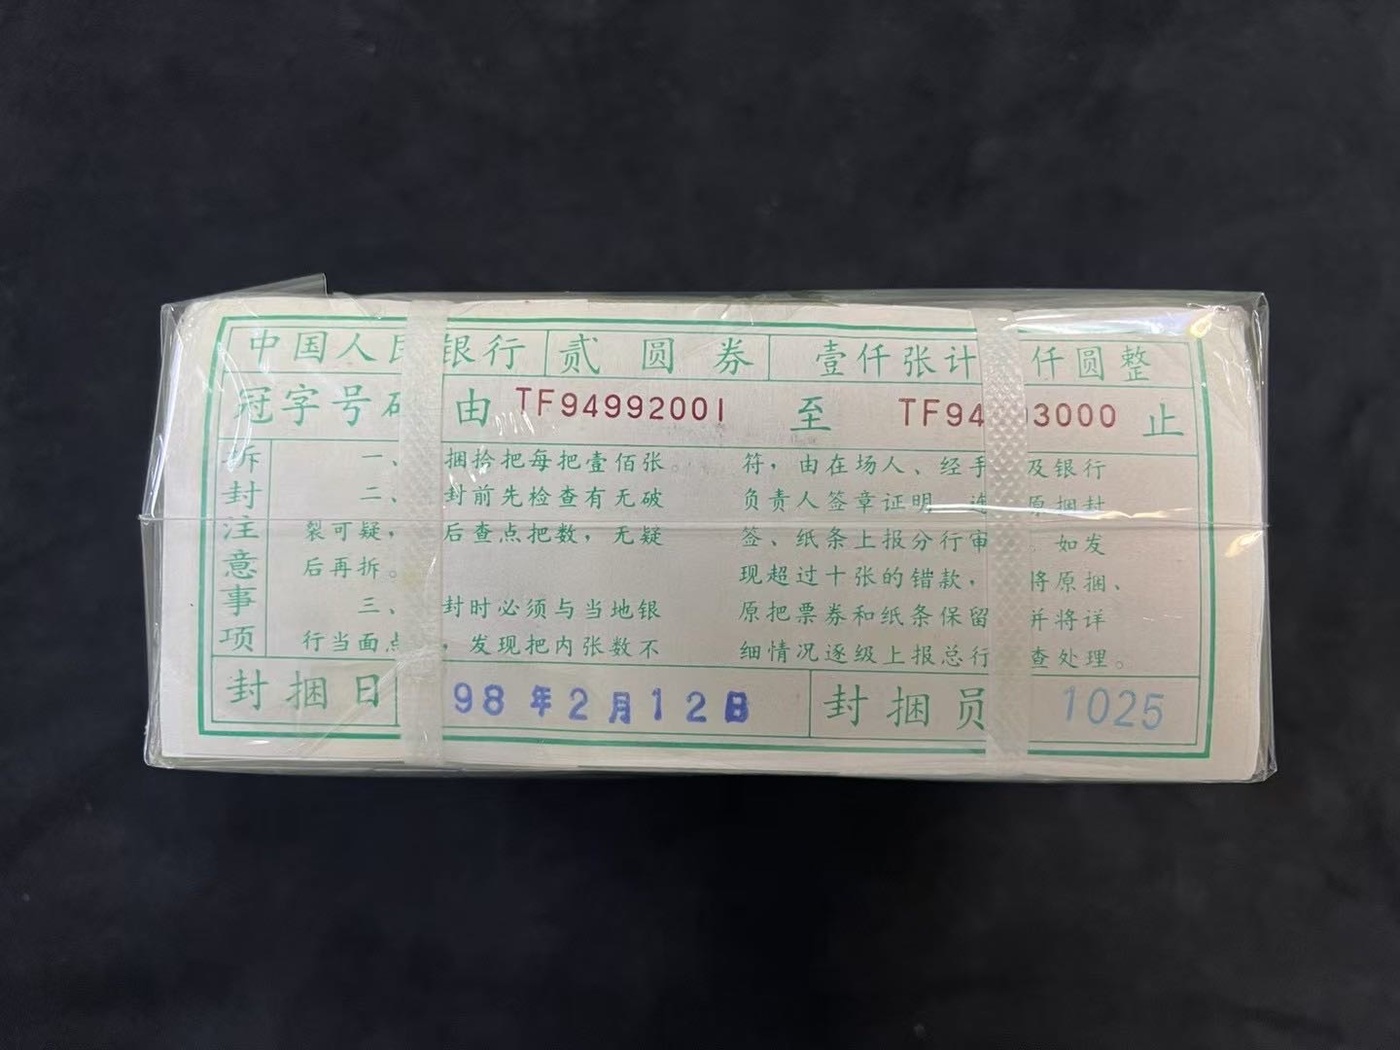 中国人民银行 贰圆券 壹仟张计 仟圆整
冠字号码 由 TF94992001 至 TF94 3000 止
拆封注意事项
一、 捆拾把每把壹佰张。
二、 封前先检查有无破
裂可疑， 后查点把数，无疑
后再拆。
三、 封时必须与当地银
行当面点 ，发现把内张数不
符，由在场人、经手 及银行
负责人签章证明 连 原捆封
签、纸条上报分行审 。如发
现超过十张的错款， 将原捆、
原把票券和纸条保留 并将详
细情况逐级上报总行 查处理。
封捆日 98年2月12日 封捆员 1025